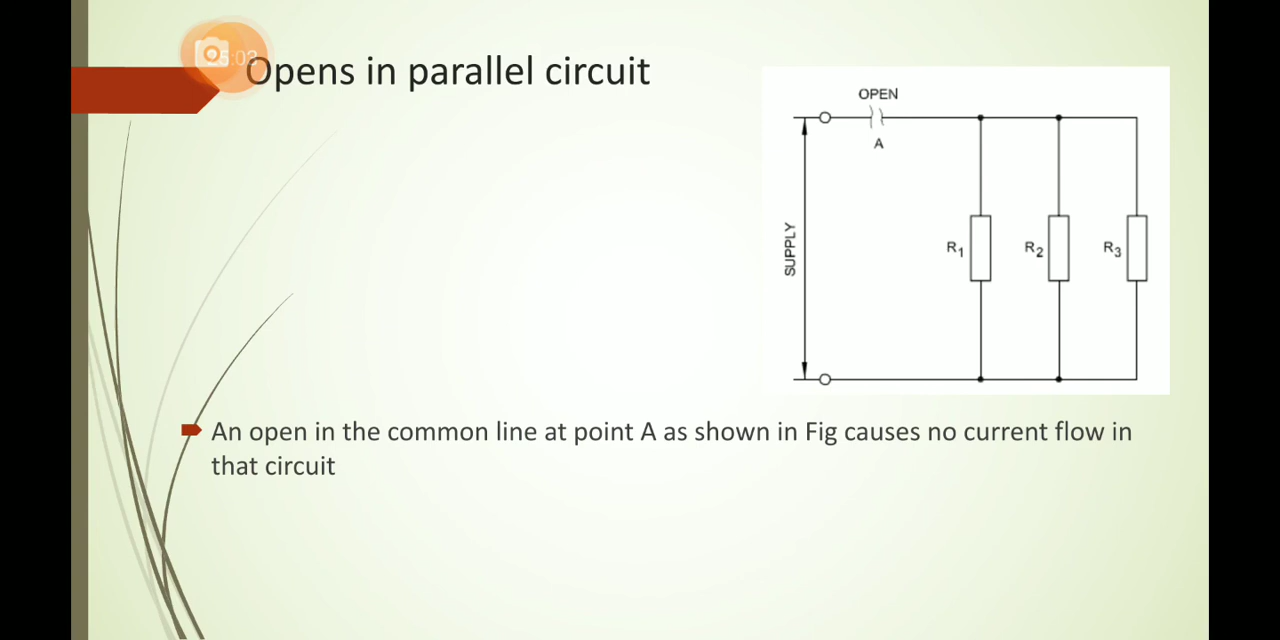 Opens in parallel circuit
OPEN
A
SUPPLY
R1
R2
R3
An open in the common line at point A as shown in Fig causes no current flow in
that circuit